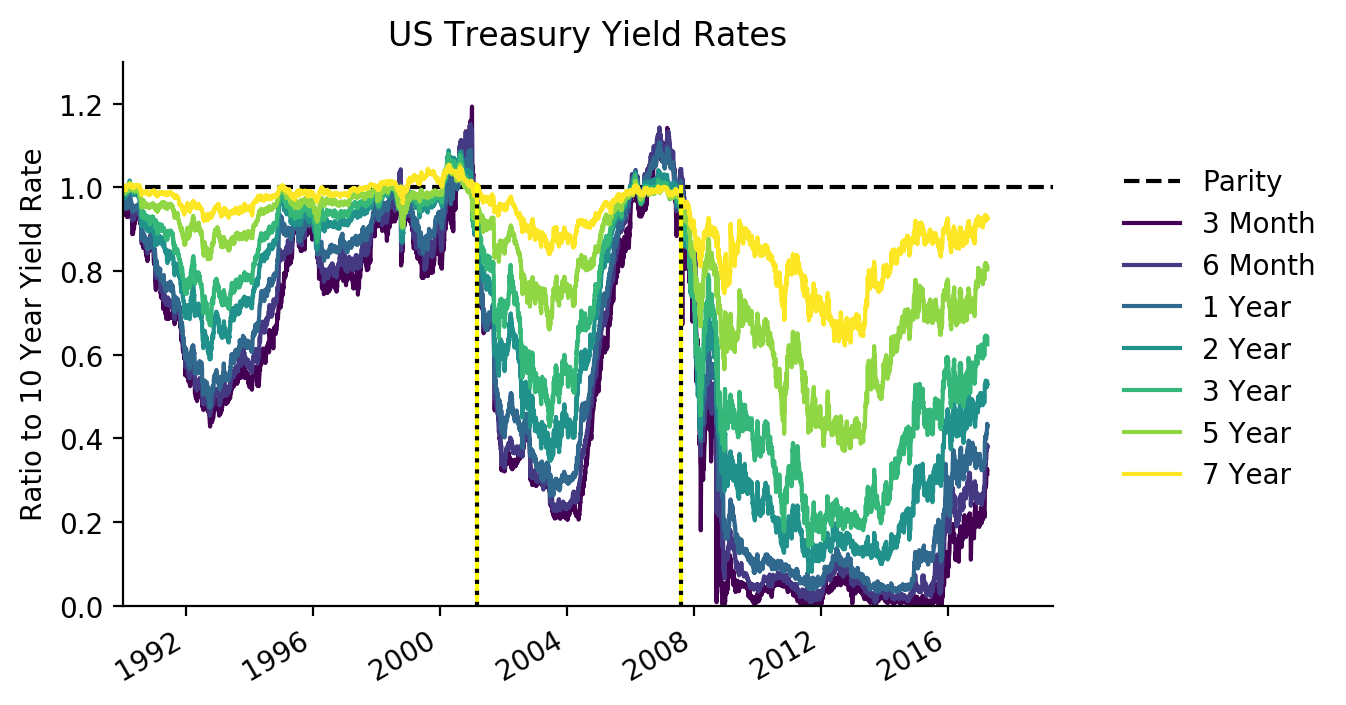 US Treasury Yield Rates
Ratio to 10 Year Yield Rate
1.2
1.0
0.8
0.6
0.4
0.2
0.0
1992
1996
2000
2004
2008
2012
2016
Parity
3 Month
6 Month
1 Year
2 Year
3 Year
5 Year
7 Year